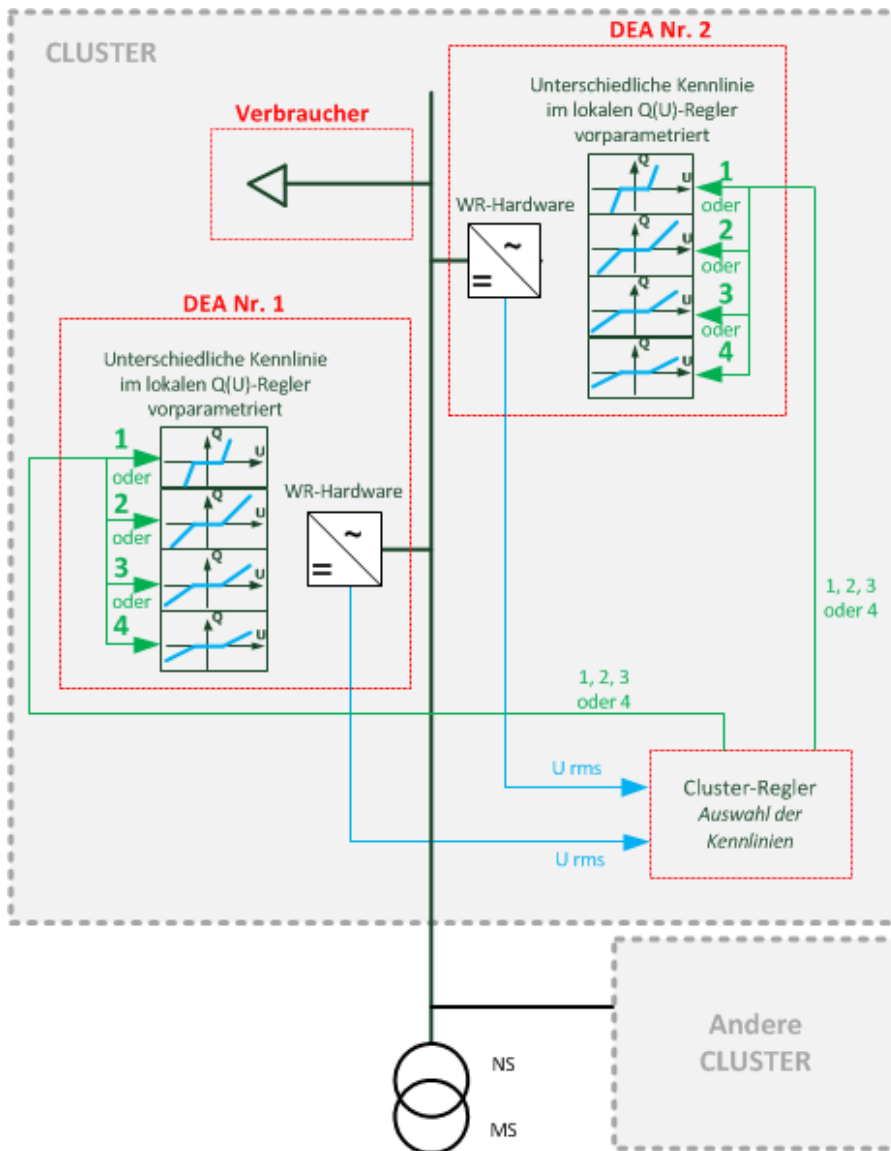 CLUSTER
DEA Nr. 2
Unterschiedliche Kennlinie
im lokalen Q(U)-Regler
vorparametriert
Q
U
1
oder
Q
U
2
oder
Q
U
3
oder
Q
U
4
WR-Hardware
~
=
Verbraucher
DEA Nr. 1
Unterschiedliche Kennlinie
im lokalen Q(U)-Regler
vorparametriert
1
oder
Q
U
2
oder
Q
U
3
oder
Q
U
4
Q
U
WR-Hardware
~
=
1, 2, 3
oder 4
1, 2, 3
oder 4
U rms
U rms
Cluster-Regler
Auswahl der
Kennlinien
NS
MS
Andere
CLUSTER